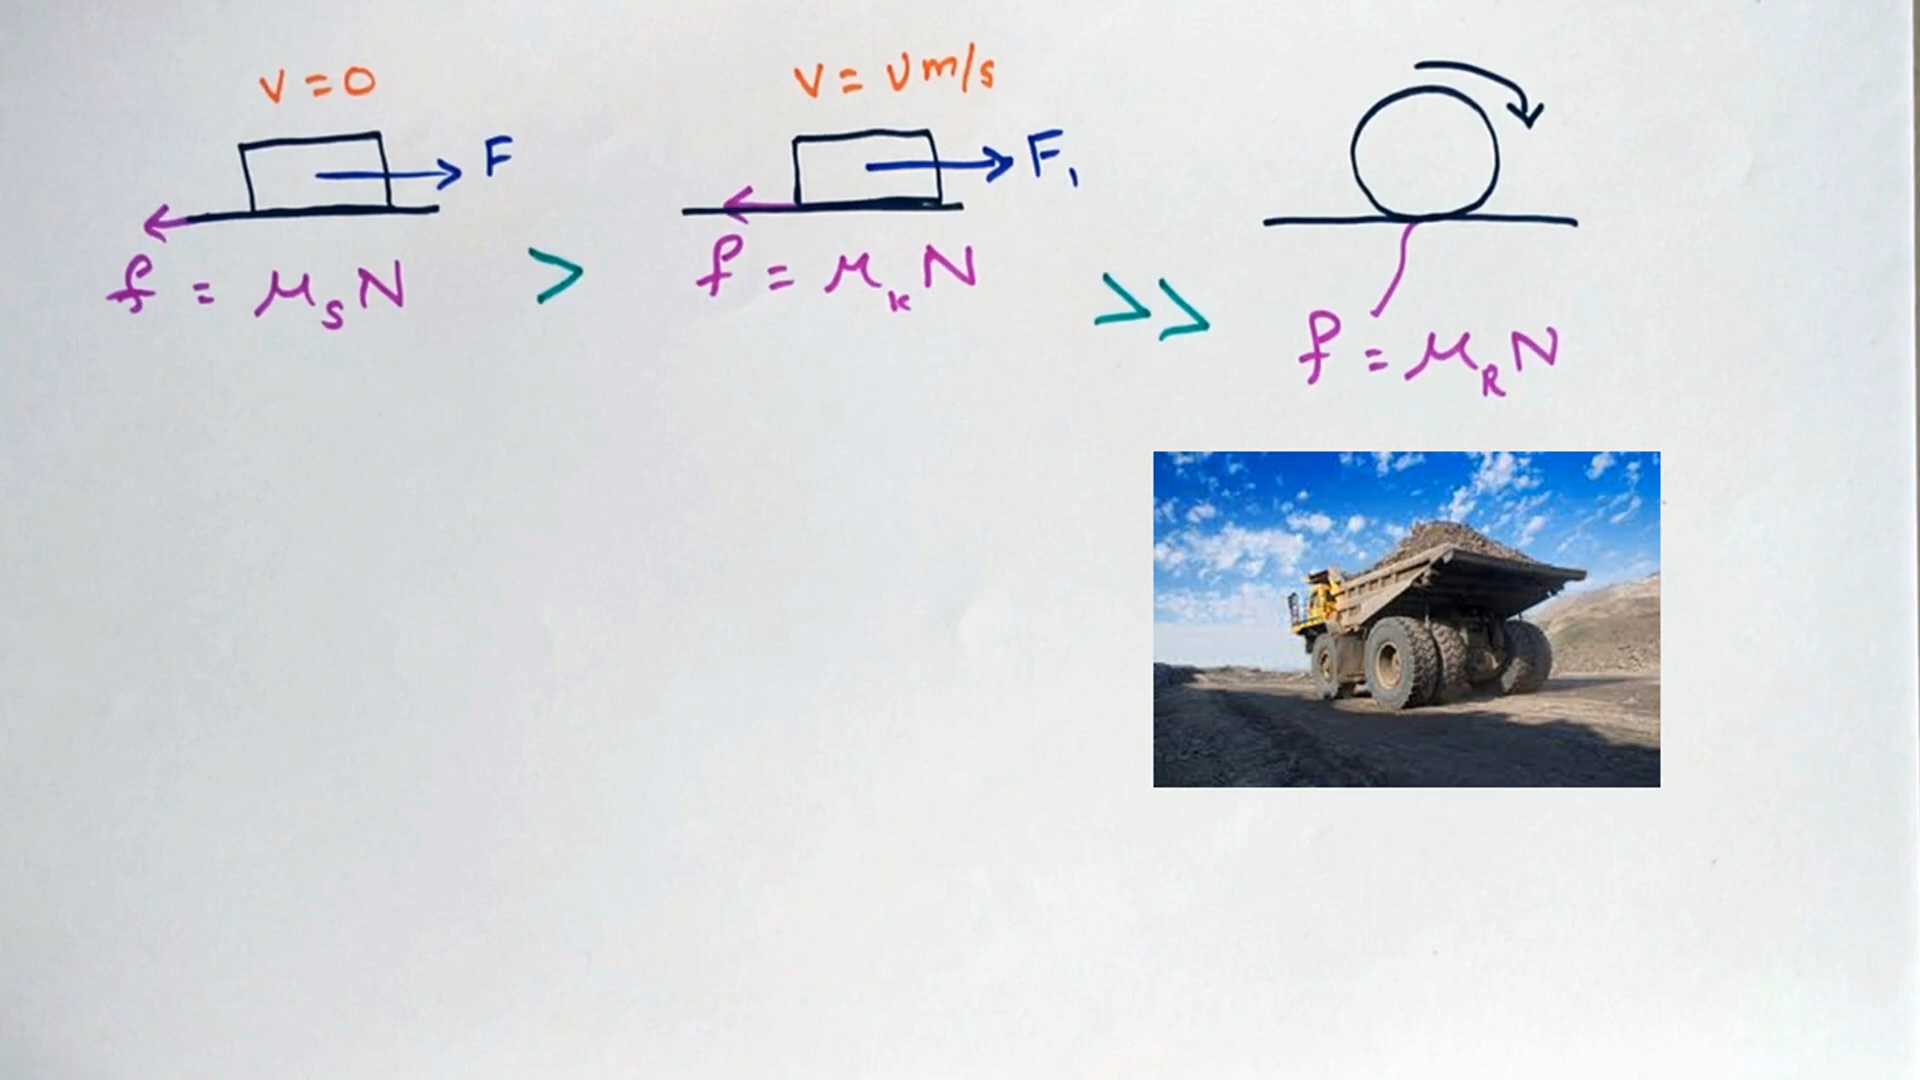 V = 0
F
f = μsN
>
V = v m/s
F₁
f = μkN
>>
f = μRN